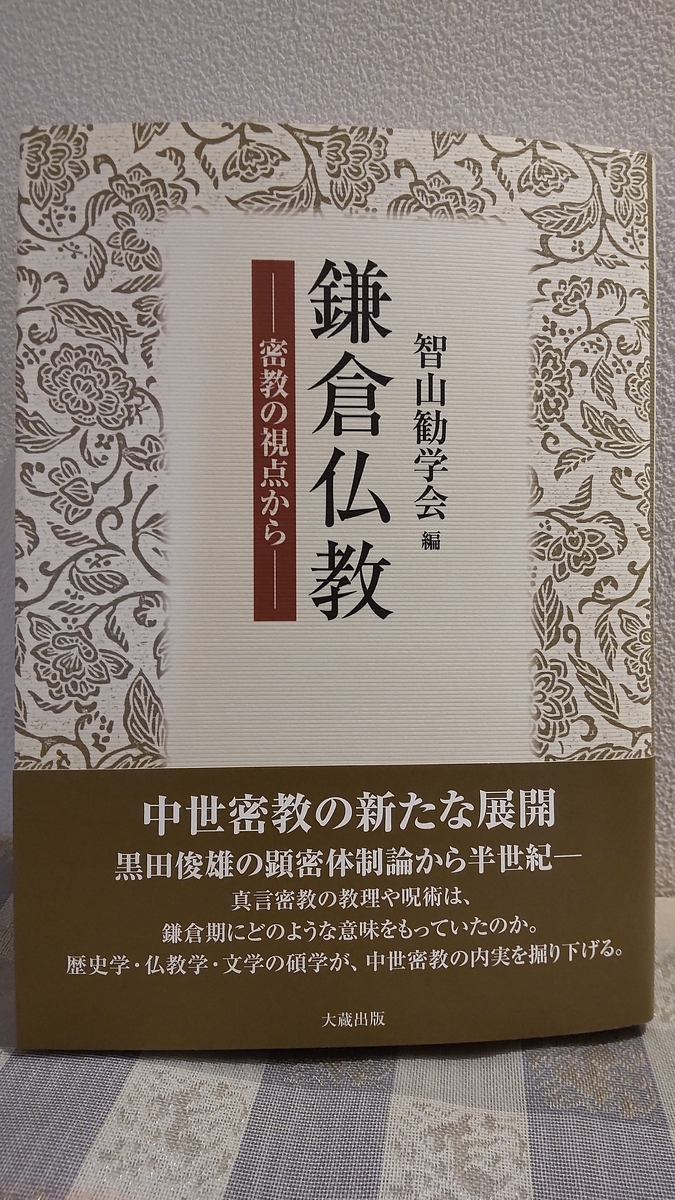 智山勧学会 編
鎌倉仏教
―密教の視点から―
中世密教の新たな展開
黒田俊雄の顕密体制論から半世紀―
真言密教の教理や呪術は、
鎌倉期にどのような意味をもっていたのか。
歴史学・仏教学・文学の碩学が、中世密教の内実を掘り下げる。
大蔵出版